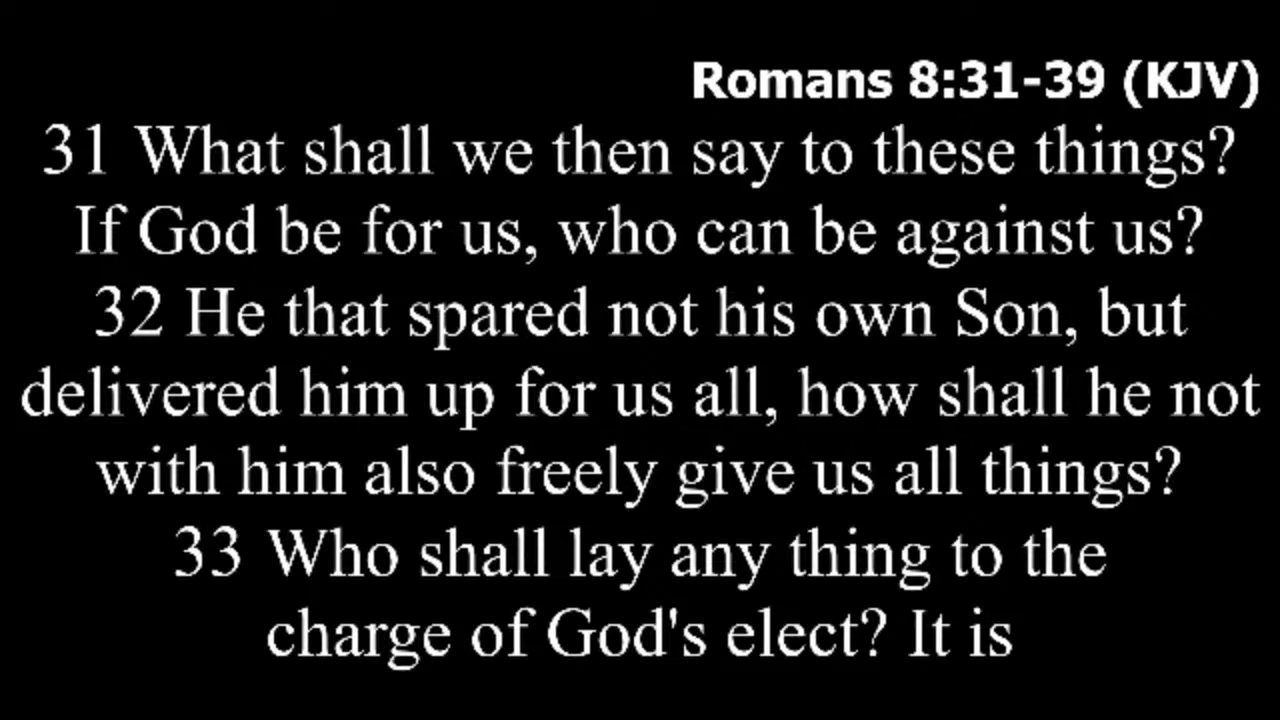 Romans 8:31-39 (KJV)
31 What shall we then say to these things?
If God be for us, who can be against us?
32 He that spared not his own Son, but
delivered him up for us all, how shall he not
with him also freely give us all things?
33 Who shall lay any thing to the
charge of God's elect? It is